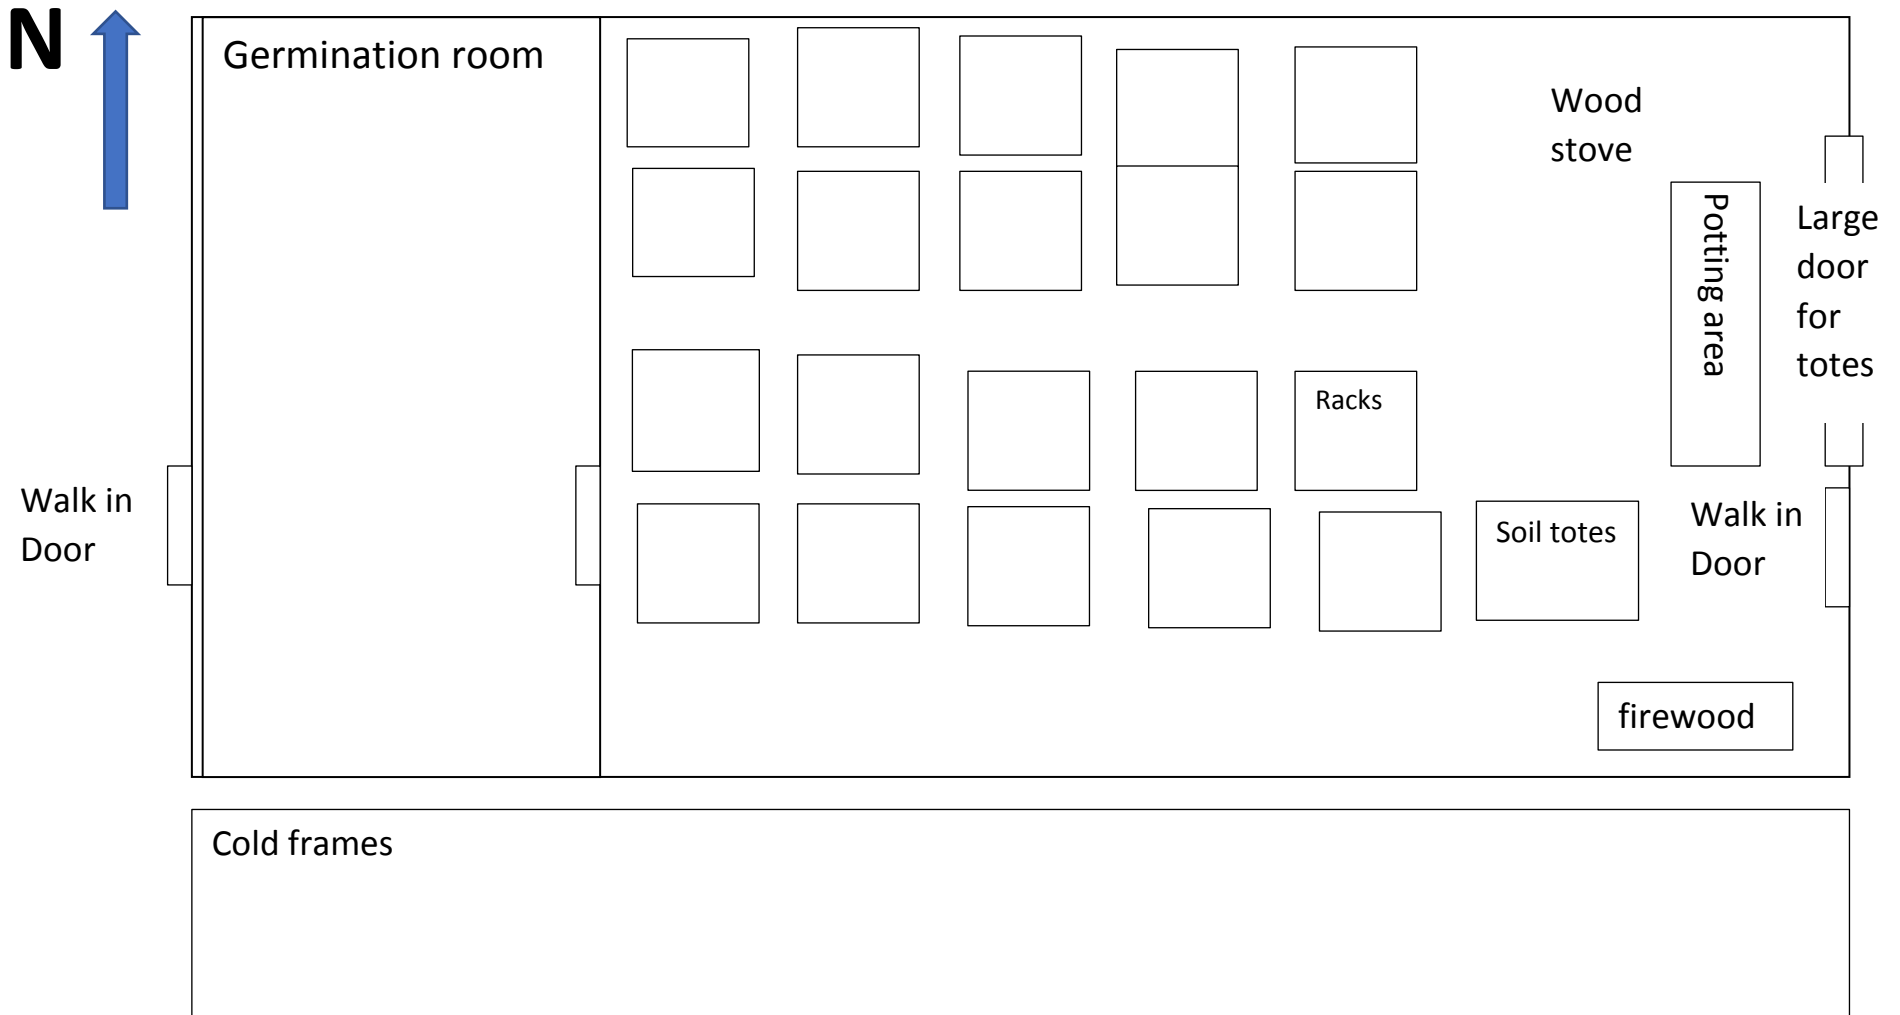 N
Germination room
Wood
stove
Potting area
Large
door
for
totes
Racks
Walk in
Door
Soil totes
Walk in
Door
firewood
Cold frames